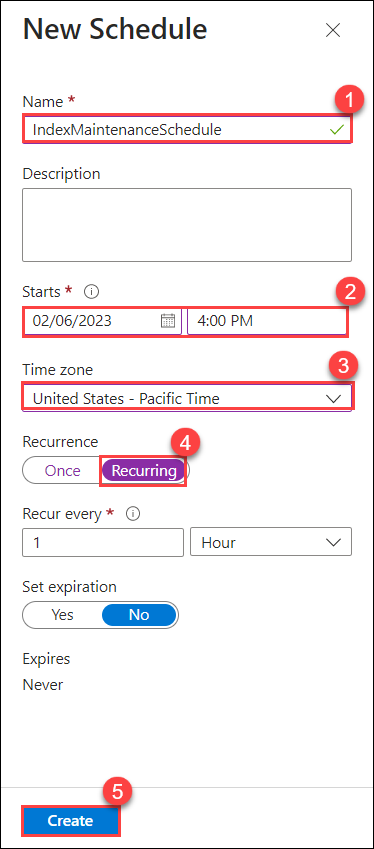 New Schedule
1
Name *
IndexMaintenanceSchedule
Description
2
Starts *
02/06/2023 4:00 PM
3
Time zone
United States - Pacific Time
4
Recurrence
Once Recurring
Recur every *
1 Hour
Set expiration
Yes No
Expires
Never
5
Create